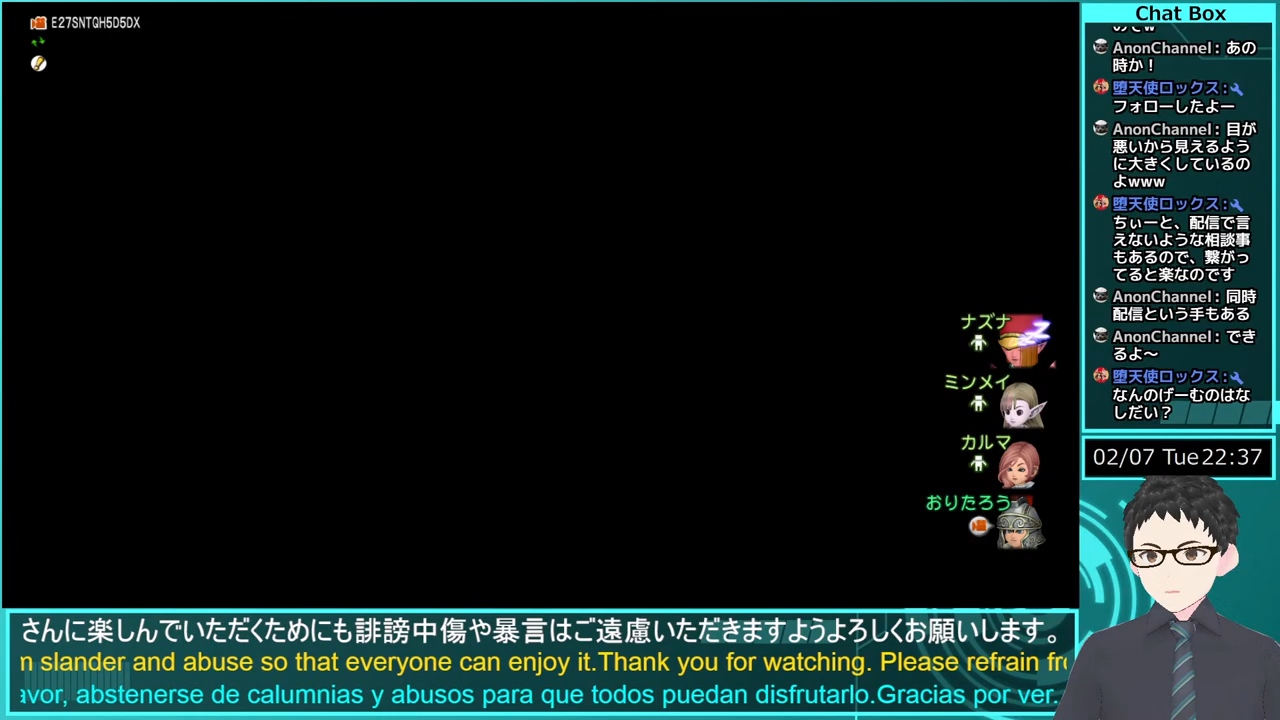 E27SNTQH5D5DX
ナズナ
ミンメイ
カルマ
おりたろう
さんに楽しんでいただくためにも誹謗中傷や暴言はご遠慮いただきますようよろしくお願いします。
n slander and abuse so that everyone can enjoy it.Thank you for watching. Please refrain fr
avor, abstenerse de calumnias y abusos para que todos puedan disfrutarlo.Gracias por ver.
Chat Box
のでw
AnonChannel: あの
時か！
堕天使ロックス:
フォローしたよー
AnonChannel: 目が
悪いから見えるよう
に大きくしているの
よwww
堕天使ロックス:
ちぃーと、配信で言
えないような相談事
もあるので、繋がっ
てると楽なのです
AnonChannel: 同時
配信という手もある
AnonChannel: でき
るよ〜
堕天使ロックス:
なんのげーむのはな
しだい？
02/07 Tue 22:37